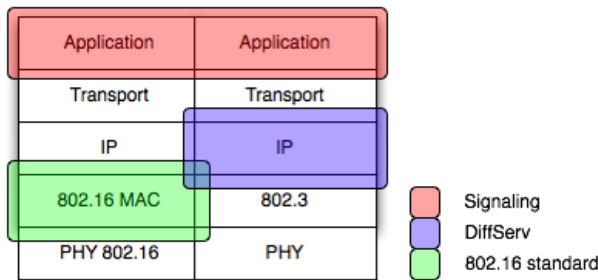 Application Application
Transport Transport
IP IP
802.16 MAC 802.3
PHY 802.16 PHY
Signaling
DiffServ
802.16 standard